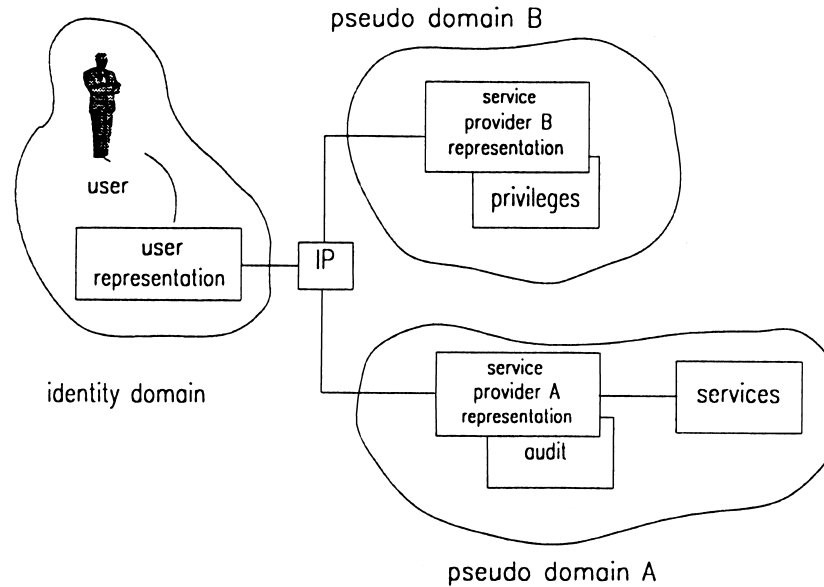 pseudo domain B
service
provider B
representation
privileges
user
user
representation
IP
identity domain
service
provider A
representation
audit
services
pseudo domain A